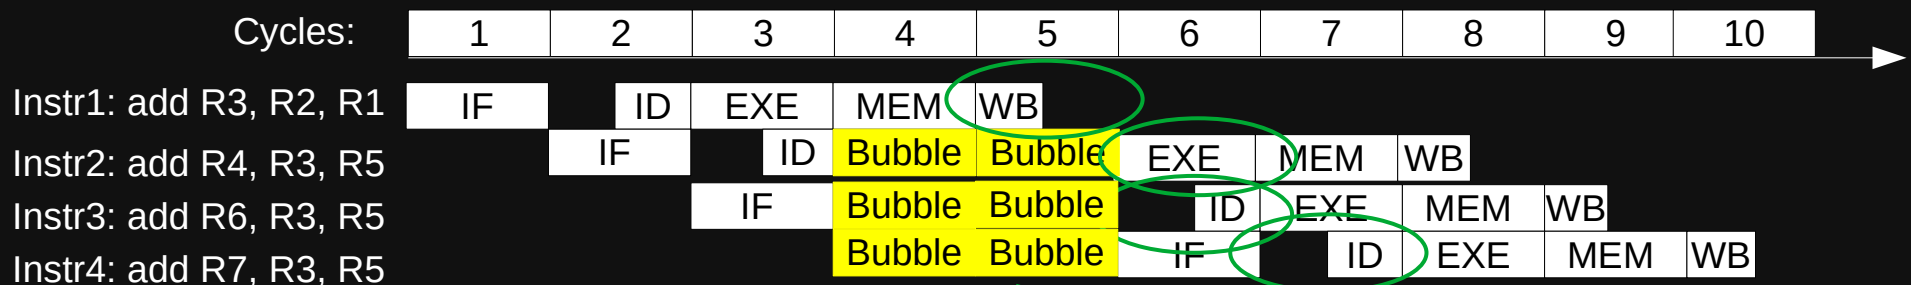 Cycles: 1 2 3 4 5 6 7 8 9 10
Instr1: add R3, R2, R1 IF ID EXE MEM WB
Instr2: add R4, R3, R5 IF ID Bubble Bubble EXE MEM WB
Instr3: add R6, R3, R5 IF Bubble Bubble ID EXE MEM WB
Instr4: add R7, R3, R5 Bubble Bubble IF ID EXE MEM WB